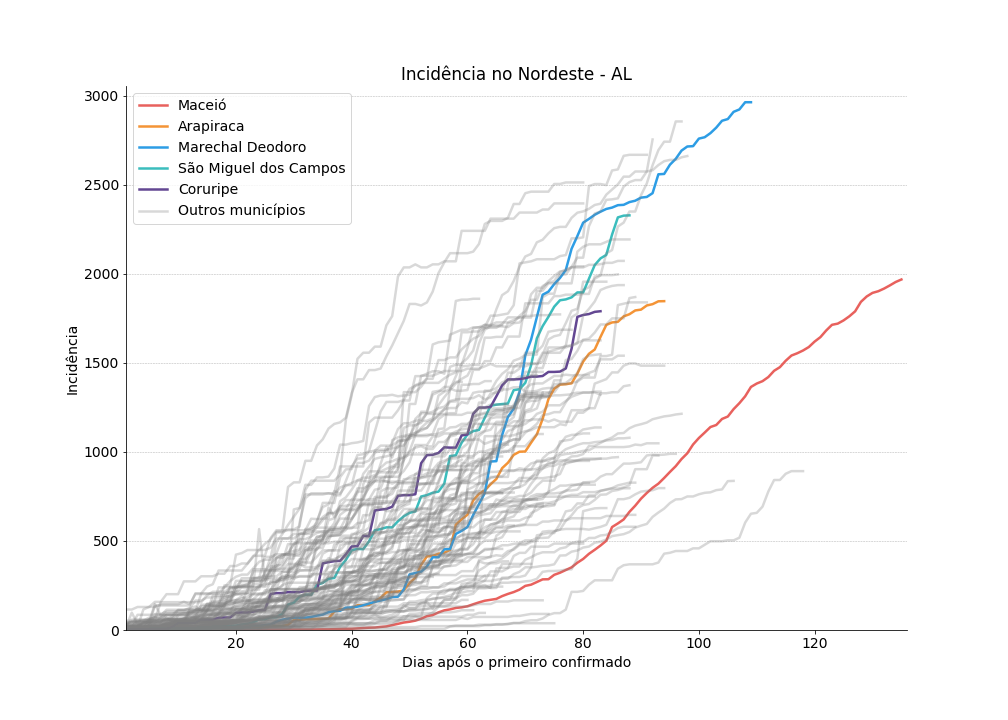 Incidência no Nordeste - AL
Maceió
Arapiraca
Marechal Deodoro
São Miguel dos Campos
Coruripe
Outros municípios
Incidência
3000
2500
2000
1500
1000
500
0
20 40 60 80 100 120
Dias após o primeiro confirmado